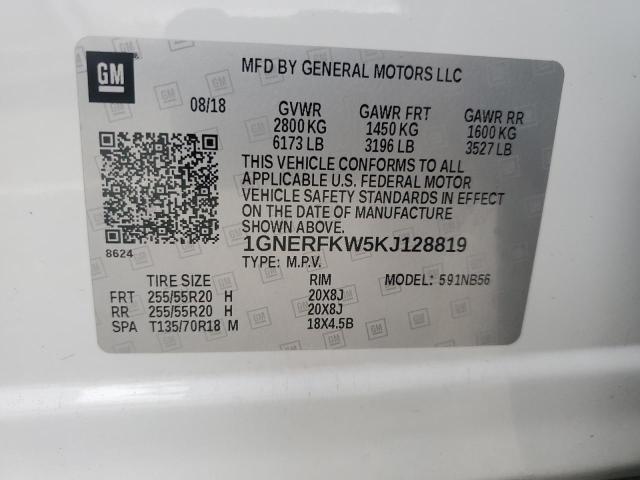 GM
MFD BY GENERAL MOTORS LLC
08/18 GVWR GAWR FRT GAWR RR
2800 KG 1450 KG 1600 KG
6173 LB 3196 LB 3527 LB
THIS VEHICLE CONFORMS TO ALL
APPLICABLE U.S. FEDERAL MOTOR
VEHICLE SAFETY STANDARDS IN EFFECT
ON THE DATE OF MANUFACTURE
SHOWN ABOVE.
1GNERFKW5KJ128819
8624
TYPE: M.P.V.
TIRE SIZE RIM MODEL: 591NB56
FRT 255/55R20 H 20X8J
RR 255/55R20 H 20X8J
SPA T135/70R18 M 18X4.5B